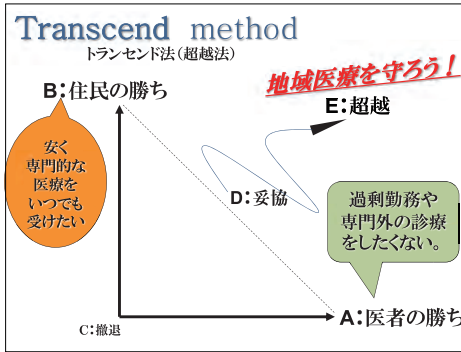 Transcend method
トランセンド法(超越法)
地域医療を守ろう！
B:住民の勝ち
E:超越
安く
専門的な
医療を
いつでも
受けたい
D:妥協
過剰勤務や
専門外の診療
をしたくない。
A:医者の勝ち
C:撤退